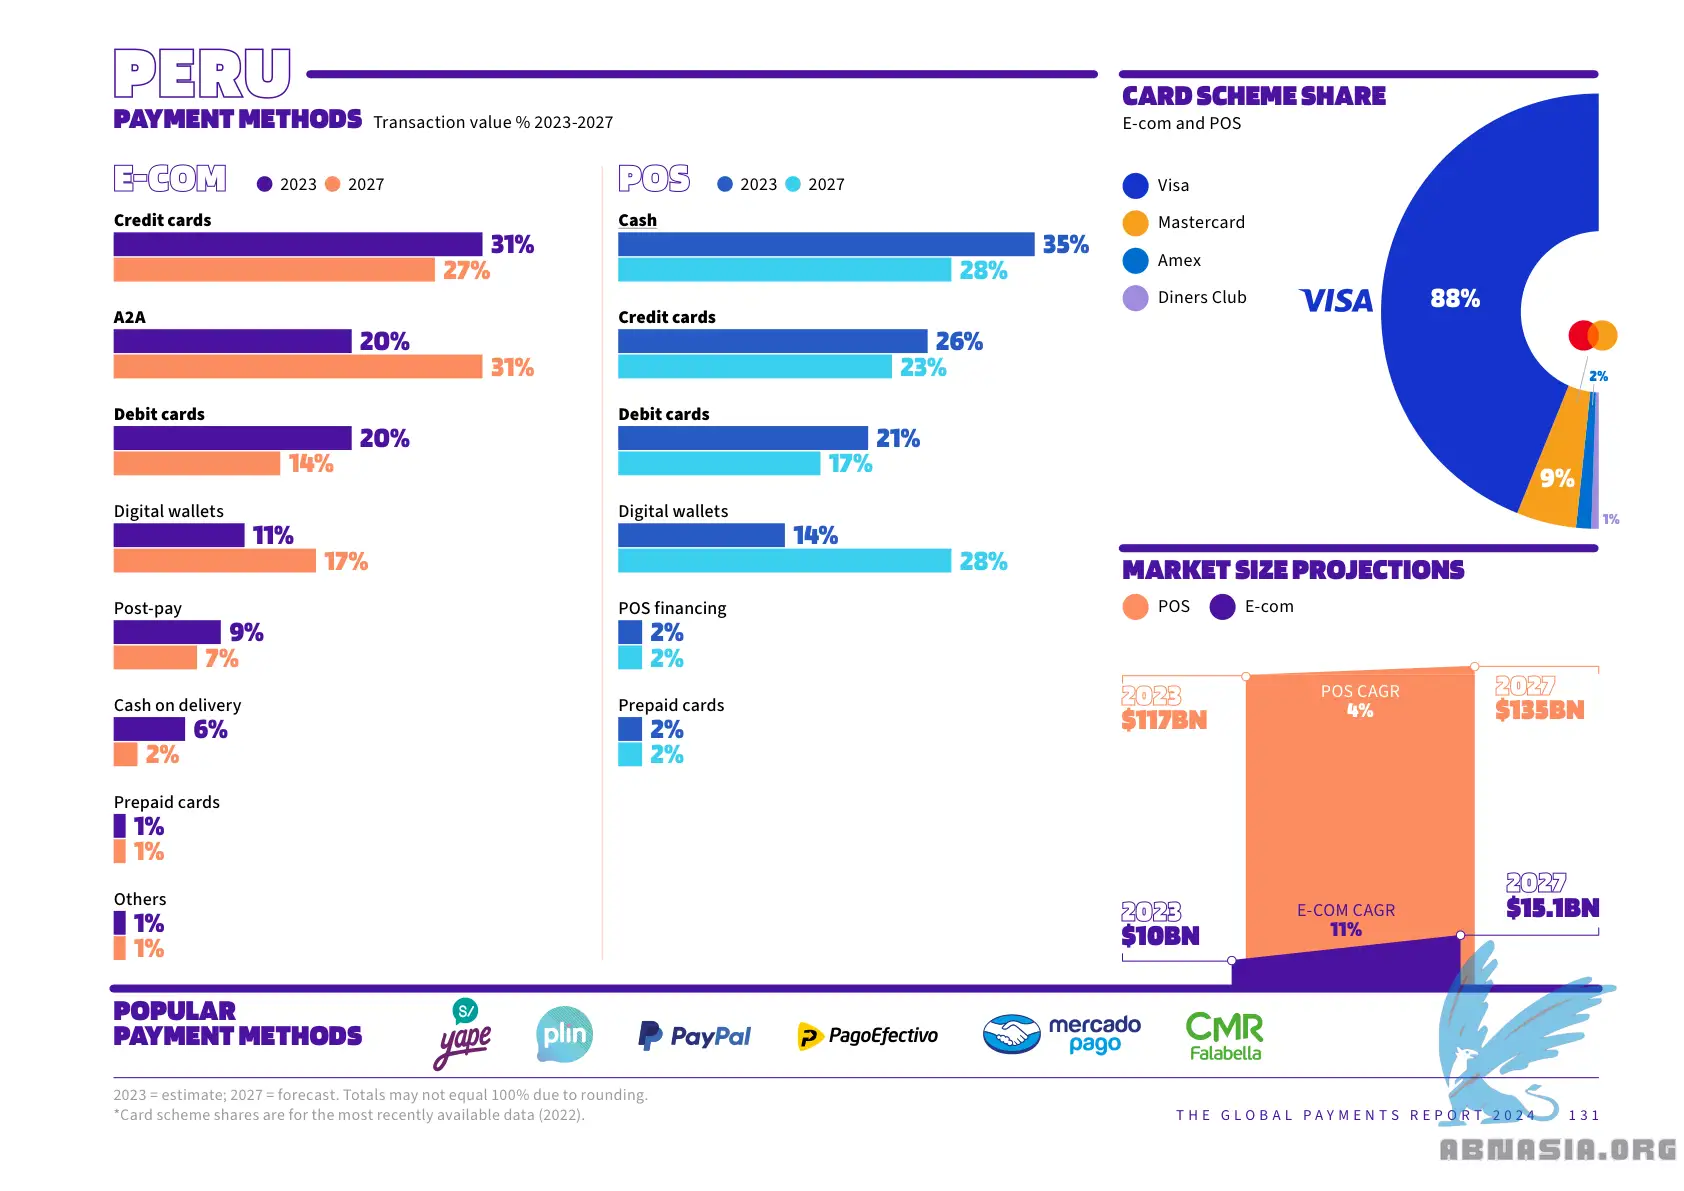 PERU
PAYMENT METHODS Transaction value % 2023-2027
E-COM 2023 2027
Credit cards
31%
27%
A2A
20%
31%
Debit cards
20%
14%
Digital wallets
11%
17%
Post-pay
9%
7%
Cash on delivery
6%
2%
Prepaid cards
1%
1%
Others
1%
1%
POS 2023 2027
Cash
35%
28%
Credit cards
26%
23%
Debit cards
21%
17%
Digital wallets
14%
28%
POS financing
2%
2%
Prepaid cards
2%
2%
CARD SCHEME SHARE
E-com and POS
Visa
Mastercard
Amex
Diners Club
VISA
88%
2%
9%
1%
MARKET SIZE PROJECTIONS
POS E-com
2023
$117BN
POS CAGR
4%
2027
$135BN
2023
$10BN
E-COM CAGR
11%
2027
$15.1BN
POPULAR
PAYMENT METHODS
S/
yape
plin
PayPal
PagoEfectivo
mercado
pago
CMR
Falabella
2023 = estimate; 2027 = forecast. Totals may not equal 100% due to rounding.
*Card scheme shares are for the most recently available data (2022).
THE GLOBAL PAYMENTS REPORT 2024 131
ABNASIA.ORG